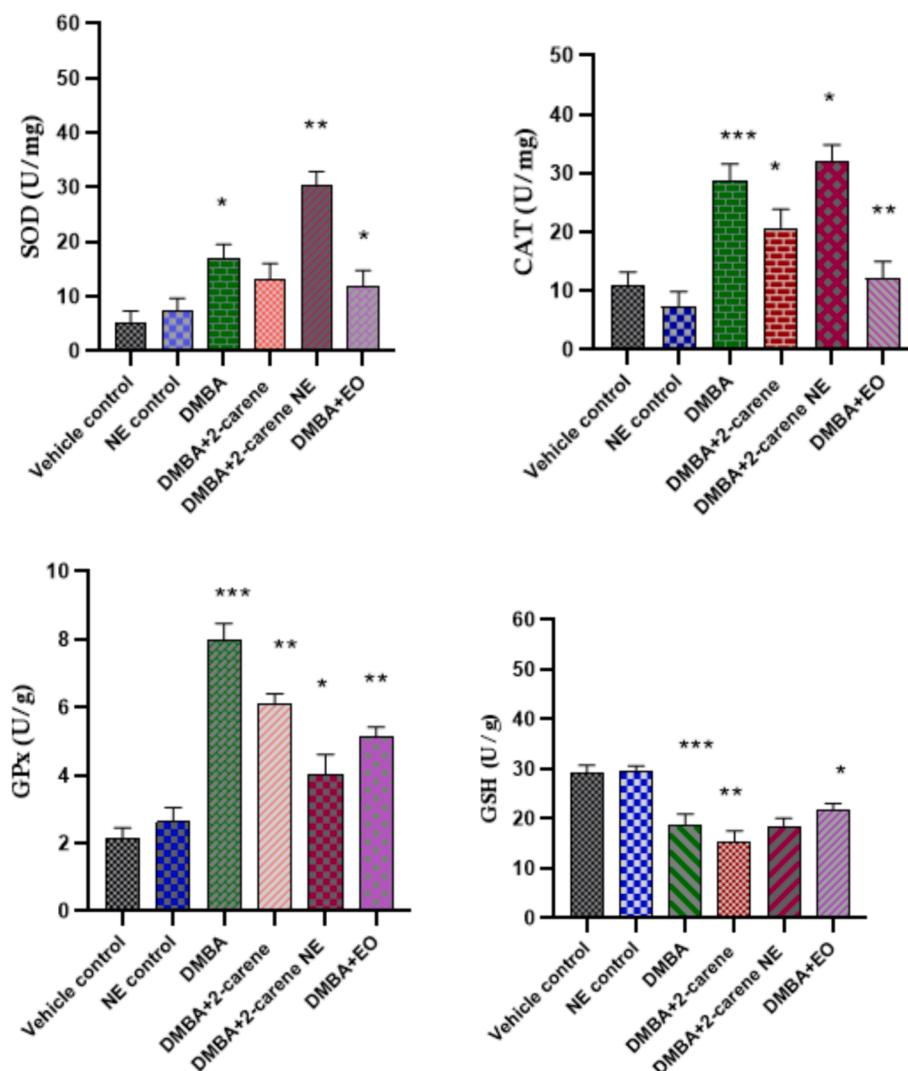 SOD (U/mg)
60
50
40
30
20
10
0
*
**
*
Vehicle control
NE control
DMBA
DMBA+2-carene
DMBA+2-carene NE
DMBA+EO
CAT (U/mg)
50
40
30
20
10
0
***
*
*
**
Vehicle control
NE control
DMBA
DMBA+2-carene
DMBA+2-carene NE
DMBA+EO
GPx (U/g)
10
8
6
4
2
0
***
**
*
**
Vehicle control
NE control
DMBA
DMBA+2-carene
DMBA+2-carene NE
DMBA+EO
GSH (U/g)
60
50
40
30
20
10
0
***
**
*
Vehicle control
NE control
DMBA
DMBA+2-carene
DMBA+2-carene NE
DMBA+EO